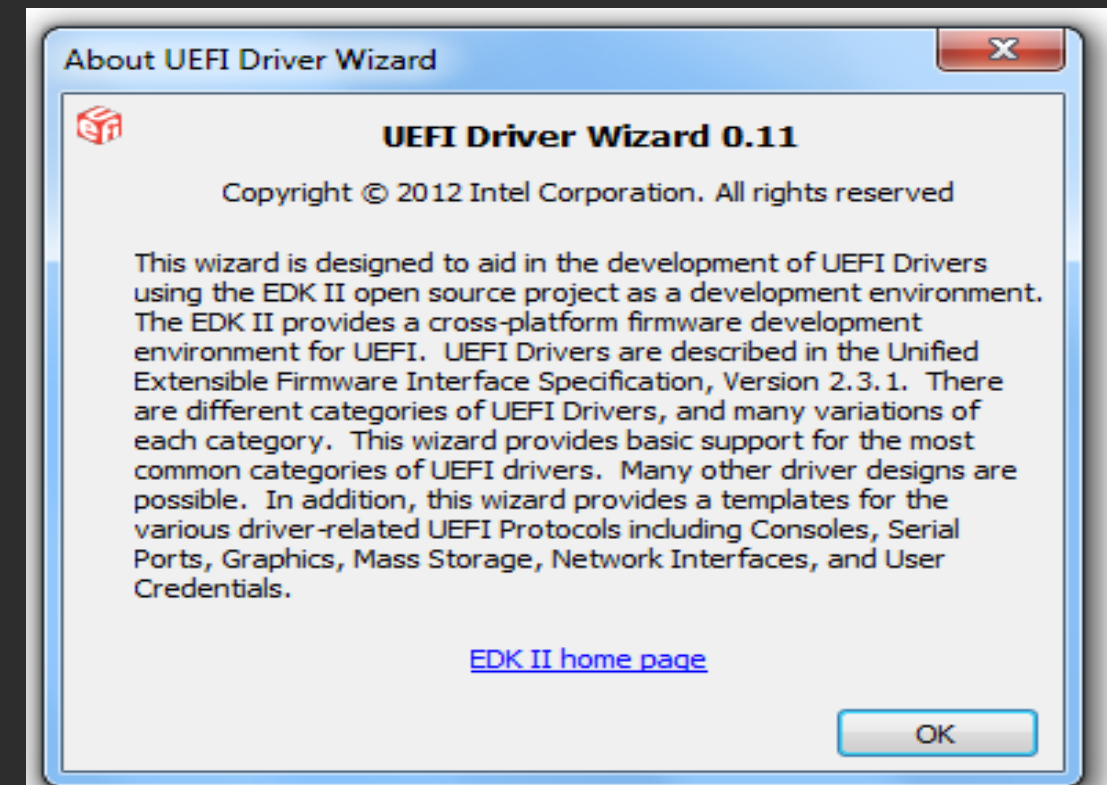 About UEFI Driver Wizard
UEFI
UEFI Driver Wizard 0.11
Copyright © 2012 Intel Corporation. All rights reserved
This wizard is designed to aid in the development of UEFI Drivers
using the EDK II open source project as a development environment.
The EDK II provides a cross-platform firmware development
environment for UEFI.  UEFI Drivers are described in the Unified
Extensible Firmware Interface Specification, Version 2.3.1.  There
are different categories of UEFI Drivers, and many variations of
each category.  This wizard provides basic support for the most
common categories of UEFI drivers.  Many other driver designs are
possible.  In addition, this wizard provides a templates for the
various driver-related UEFI Protocols including Consoles, Serial
Ports, Graphics, Mass Storage, Network Interfaces, and User
Credentials.
EDK II home page
OK